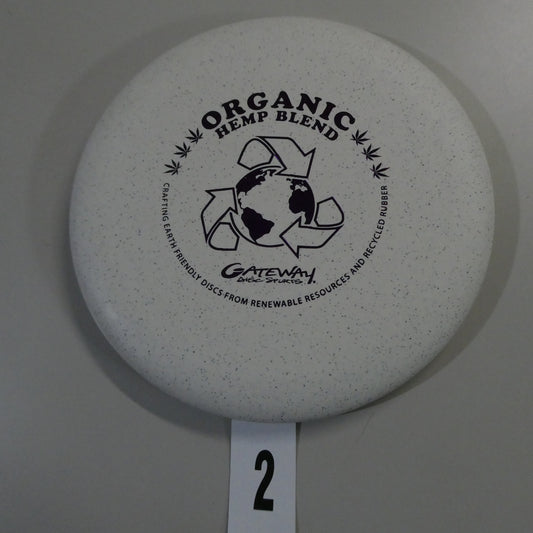 ORGANIC
HEMP BLEND
CRAFTING EARTH FRIENDLY DISCS FROM RENEWABLE RESOURCES AND RECYCLED RUBBER
GATEWAY
DISC SPORTS
2